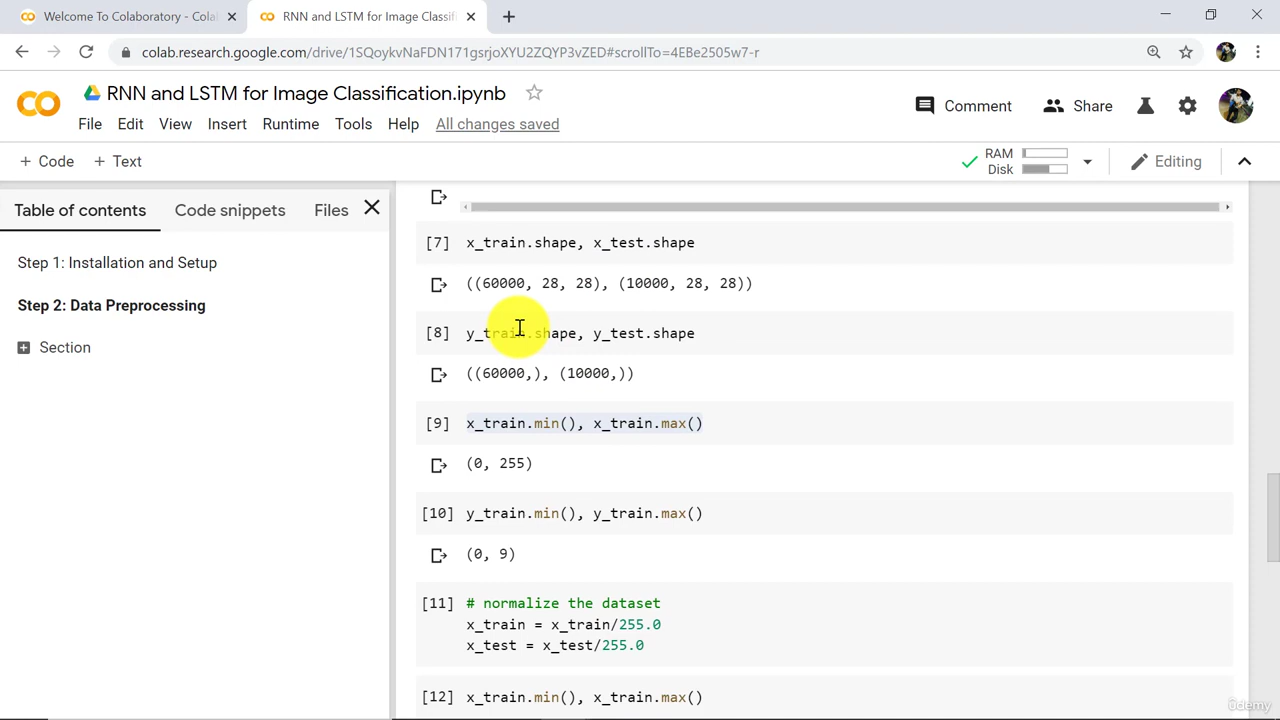 Welcome To Colaboratory - Cola
RNN and LSTM for Image Classifi
colab.research.google.com/drive/1SQoykvNaFDN171gsrjoXYU2ZQYP3vZED#scrollTo=4EBe2505w7-r
RNN and LSTM for Image Classification.ipynb
Comment
Share
File Edit View Insert Runtime Tools Help All changes saved
+ Code + Text
RAM
Disk
Editing
Table of contents Code snippets Files
Step 1: Installation and Setup
Step 2: Data Preprocessing
Section
[7] x_train.shape, x_test.shape
((60000, 28, 28), (10000, 28, 28))
[8] y_train.shape, y_test.shape
((60000,), (10000,))
[9] x_train.min(), x_train.max()
(0, 255)
[10] y_train.min(), y_train.max()
(0, 9)
[11] # normalize the dataset
x_train = x_train/255.0
x_test = x_test/255.0
[12] x_train.min(), x_train.max()
ûdemy